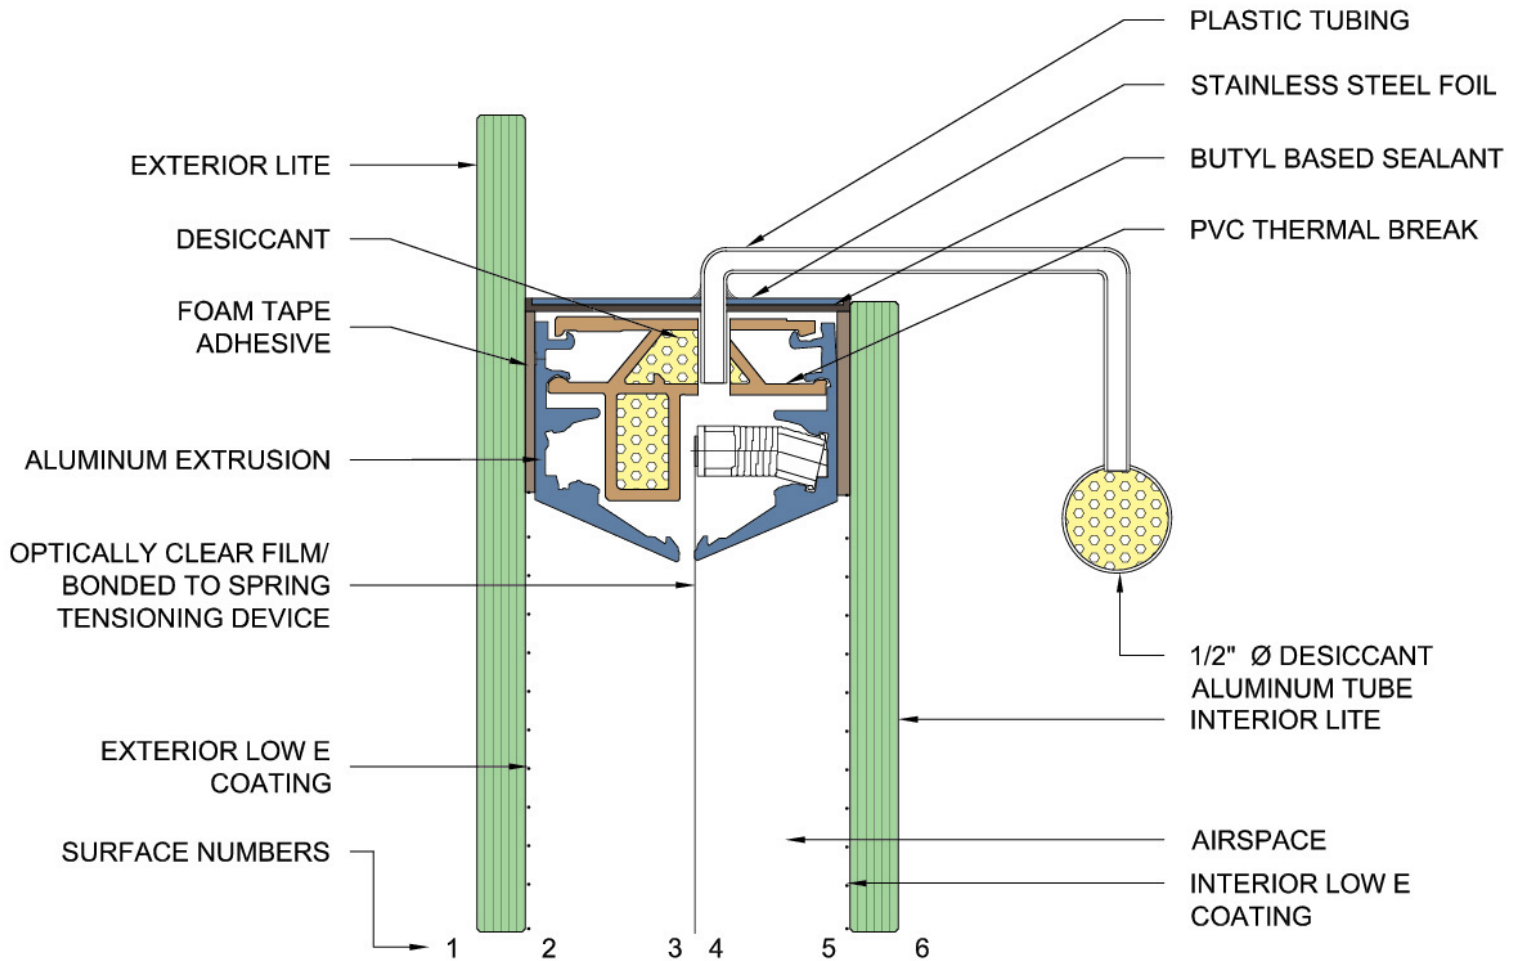 PLASTIC TUBING
STAINLESS STEEL FOIL
BUTYL BASED SEALANT
PVC THERMAL BREAK
EXTERIOR LITE
DESICCANT
FOAM TAPE
ADHESIVE
ALUMINUM EXTRUSION
OPTICALLY CLEAR FILM/
BONDED TO SPRING
TENSIONING DEVICE
EXTERIOR LOW E
COATING
SURFACE NUMBERS
1/2" Ø DESICCANT
ALUMINUM TUBE
INTERIOR LITE
AIRSPACE
INTERIOR LOW E
COATING
1 2 3 4 5 6